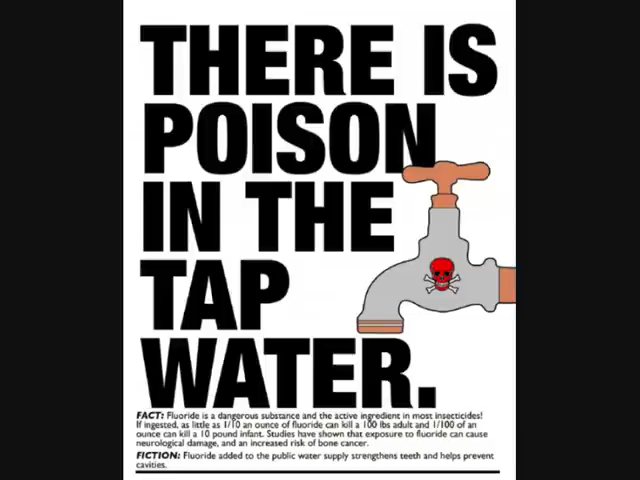 THERE IS
POISON
IN THE
TAP
WATER.
FACT: Fluoride is a dangerous substance and the active ingredient in most insecticides!
If ingested, as little as 1/10 an ounce of fluoride can kill a 100 lbs adult and 1/100 of an
ounce can kill a 10 pound infant. Studies have shown that exposure to fluoride can cause
neurological damage, and an increased risk of bone cancer.
FICTION: Fluoride added to the public water supply strengthens teeth and helps prevent
cavities.